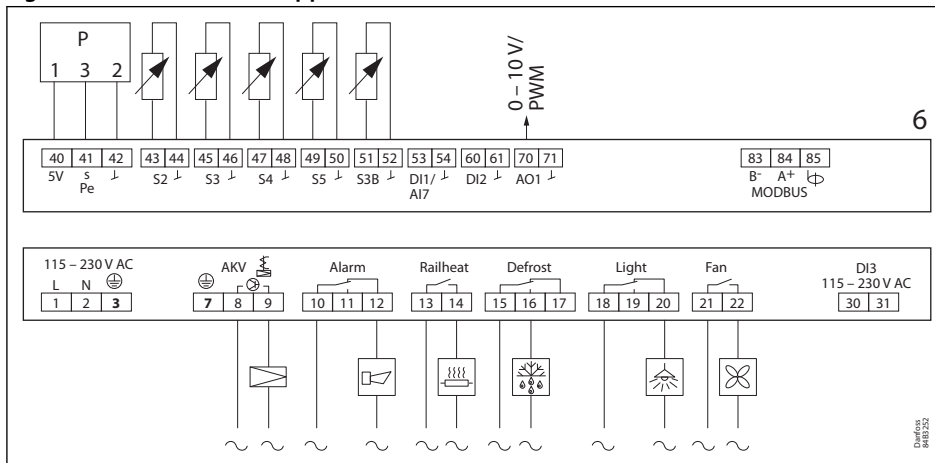 P
1 3 2
0 – 10 V/
PWM
6
40 41 42 43 44 45 46 47 48 49 50 51 52 53 54 60 61 70 71 83 84 85
5V s S2 S3 S4 S5 S3B DI1/ DI2 AO1 B- A+
Pe AI7 MODBUS
115 – 230 V AC AKV Alarm Railheat Defrost Light Fan DI3
L N 115 – 230 V AC
1 2 3 7 8 9 10 11 12 13 14 15 16 17 18 19 20 21 22 30 31
Danfoss
84B3252